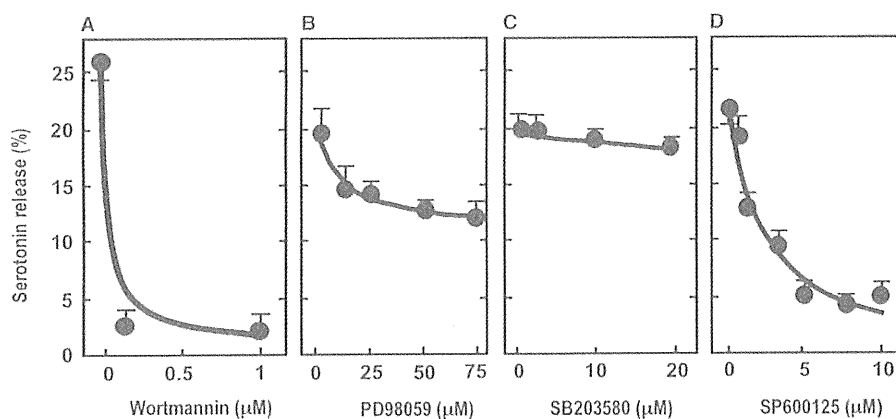 A
B
C
D
Serotonin release (%)
25
20
15
10
5
0
0 0.5 1
0 25 50 75
0 10 20
0 5 10
Wortmannin (µM)
PD98059 (µM)
SB203580 (µM)
SP600125 (µM)